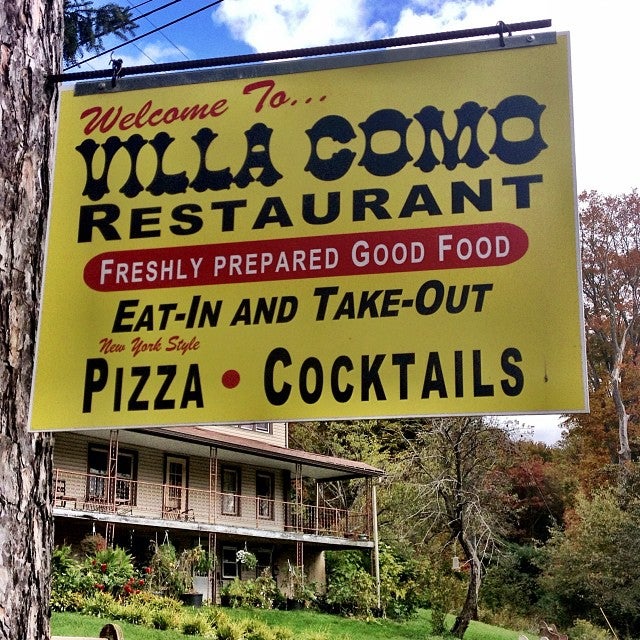 Welcome To...
VILLA COMO
RESTAURANT
FRESHLY PREPARED GOOD FOOD
EAT-IN AND TAKE-OUT
New York Style
PIZZA • COCKTAILS